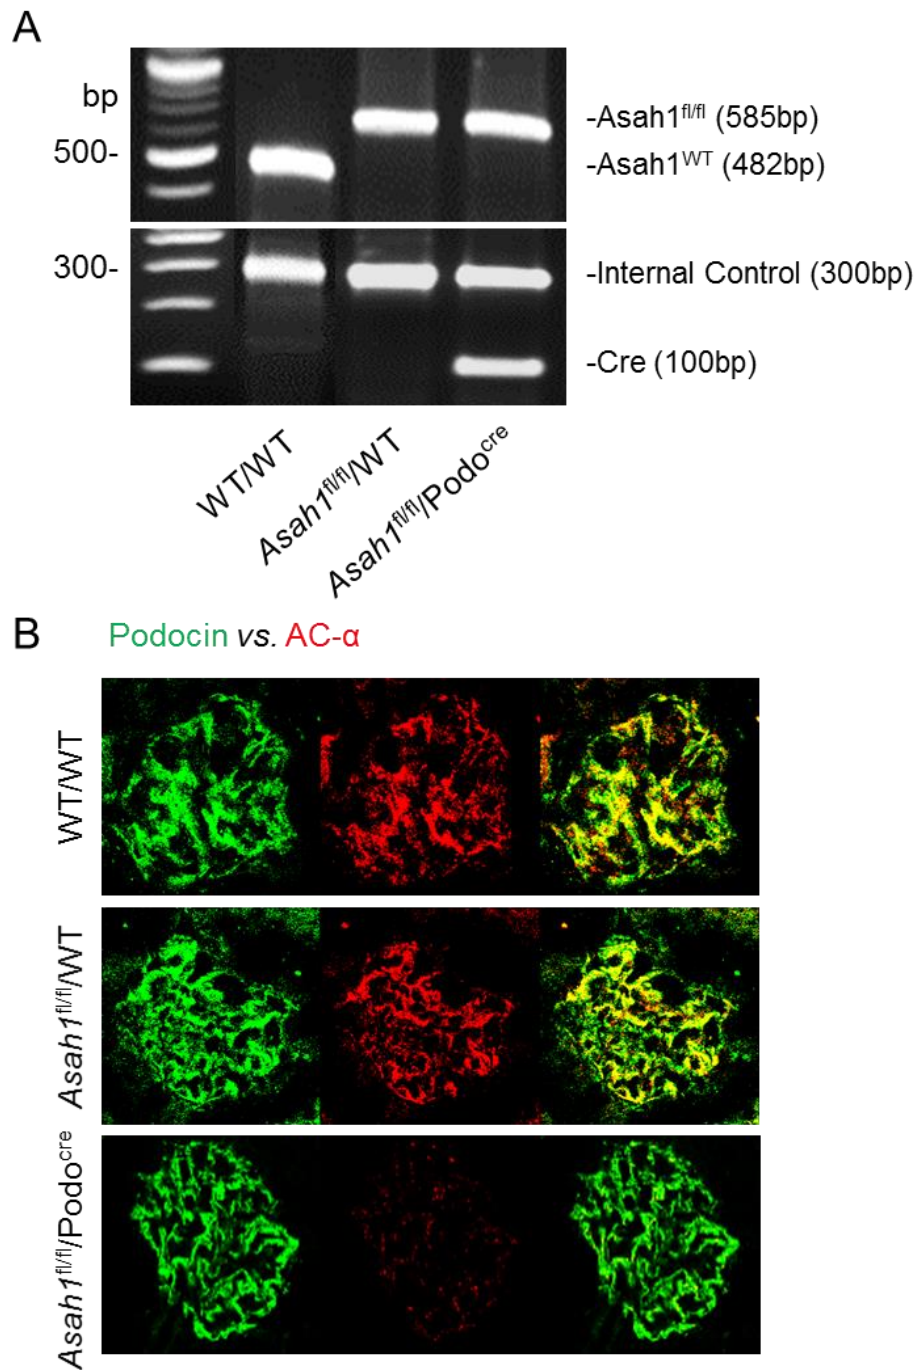 A
bp
500-
-Asah1fl/fl (585bp)
-Asah1WT (482bp)
300-
-Internal Control (300bp)
-Cre (100bp)
WT/WT
Asah1fl/fl/WT
Asah1fl/fl/Podocre
B
Podocin vs. AC-α
WT/WT
Asah1fl/fl/WT
Asah1fl/fl/Podocre